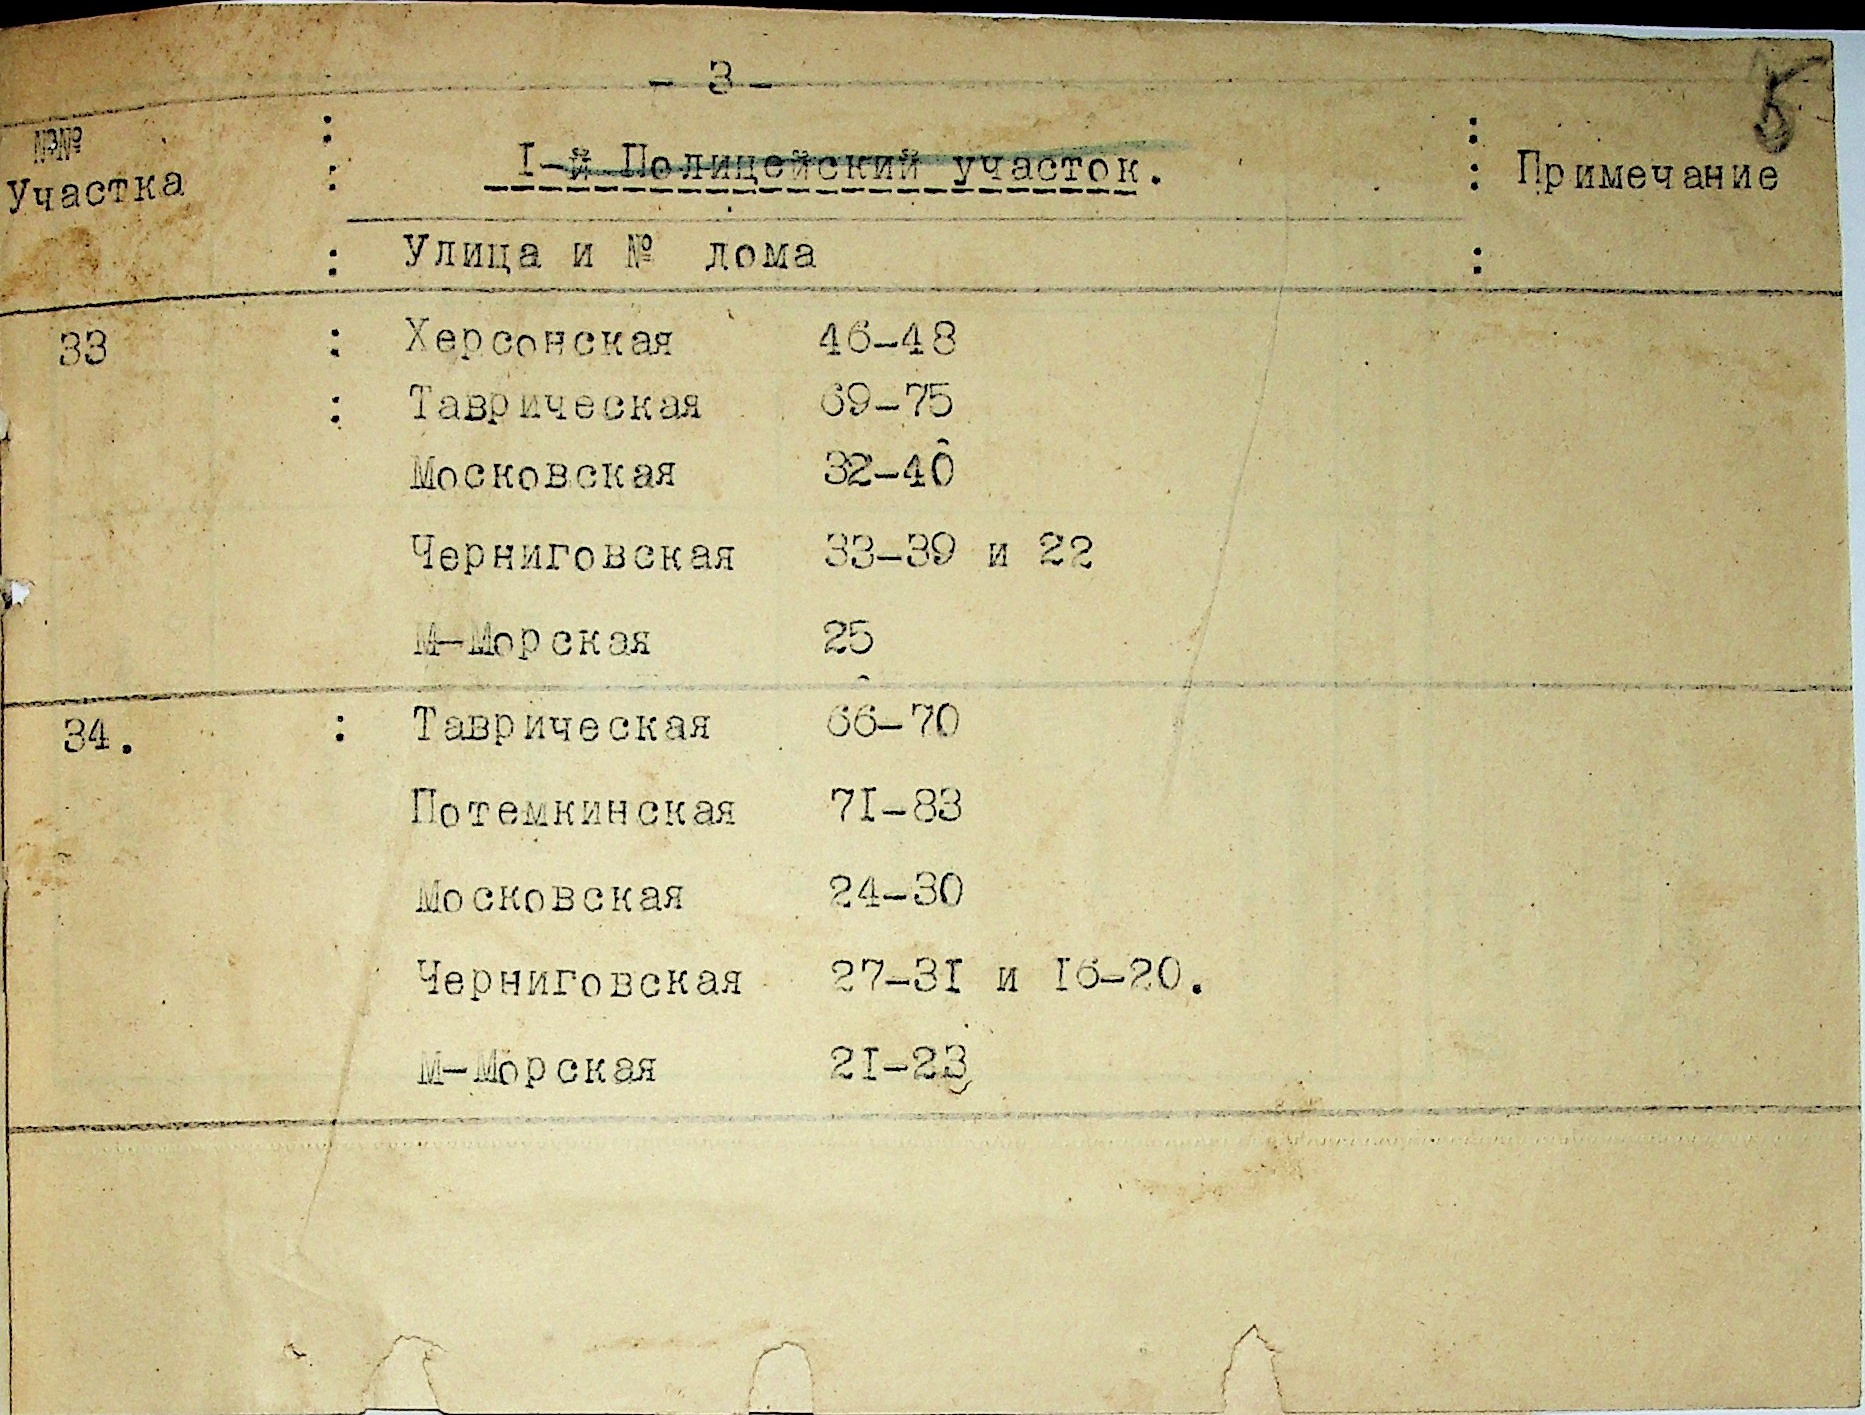 - 3 -
5
№№ : I-й Полицейский участок. : Примечание
Участка :
: Улица и № дома :
33 : Херсонская 46-48
: Таврическая 69-75
Московская 32-40
Черниговская 33-39 и 22
М-Морская 25
34. : Таврическая 66-70
Потемкинская 71-83
Московская 24-30
Черниговская 27-31 и 16-20.
М-Морская 21-23